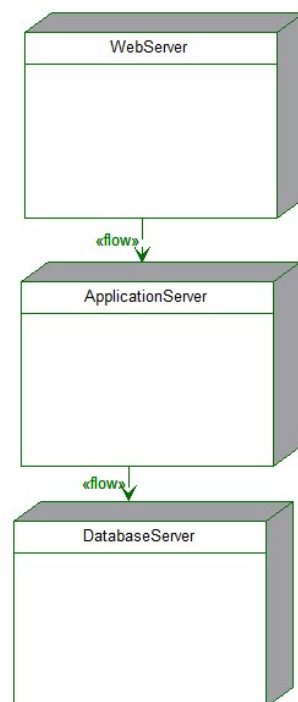 WebServer
«flow»
ApplicationServer
«flow»
DatabaseServer